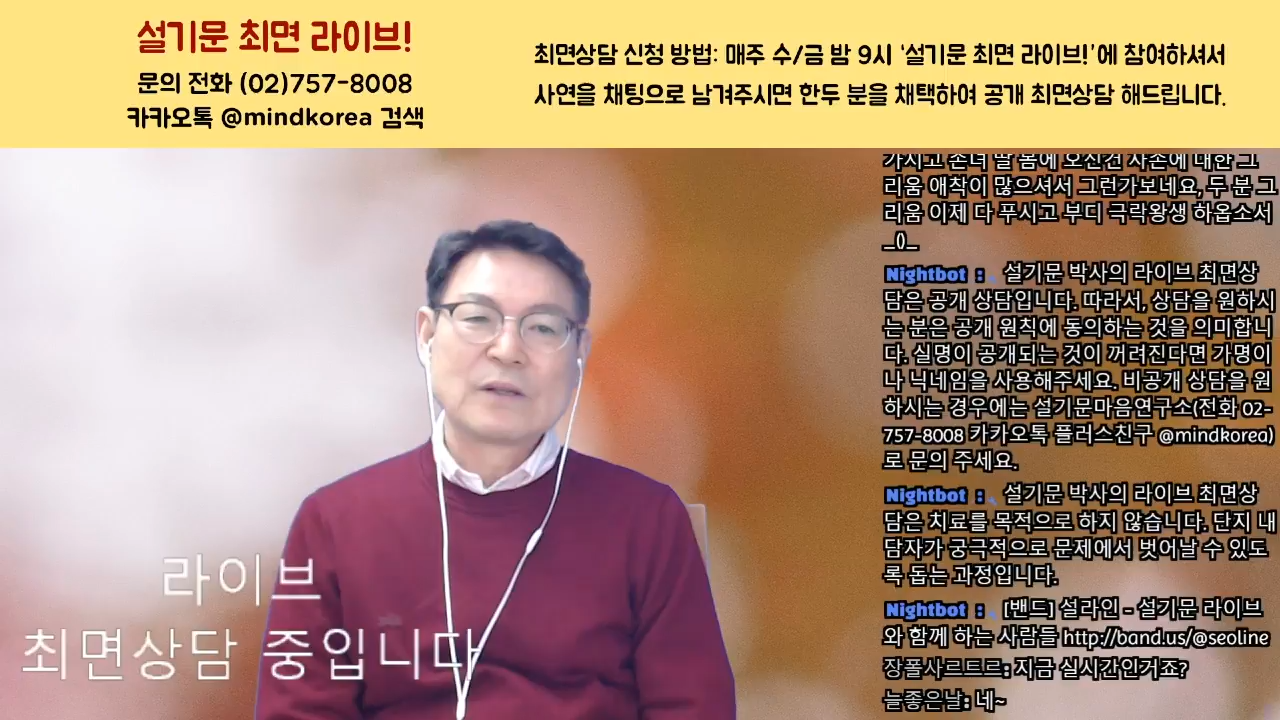 설기문 최면 라이브!
문의 전화 (02)757-8008
카카오톡 @mindkorea 검색
최면상담 신청 방법: 매주 수/금 밤 9시 '설기문 최면 라이브!'에 참여하셔서
사연을 채팅으로 남겨주시면 한두 분을 채택하여 공개 최면상담 해드립니다.
가시고 손녀 딸 몸에 오신건 자손에 대한 그
리움 애착이 많으셔서 그런가보네요, 두 분 그
리움 이제 다 푸시고 부디 극락왕생 하옵소서
_()_
Nightbot : 설기문 박사의 라이브 최면상
담은 공개 상담입니다. 따라서, 상담을 원하시
는 분은 공개 원칙에 동의하는 것을 의미합니
다. 실명이 공개되는 것이 꺼려진다면 가명이
나 닉네임을 사용해주세요. 비공개 상담을 원
하시는 경우에는 설기문마음연구소(전화 02-
757-8008 카카오톡 플러스친구 @mindkorea)
로 문의 주세요.
Nightbot : 설기문 박사의 라이브 최면상
담은 치료를 목적으로 하지 않습니다. 단지 내
담자가 궁극적으로 문제에서 벗어날 수 있도
록 돕는 과정입니다.
Nightbot : [밴드] 설라인 - 설기문 라이브
와 함께 하는 사람들 http://band.us/@seoline
장폴사르트르: 지금 실시간인거죠?
늘좋은날: 네~
라이브
최면상담 중입니다